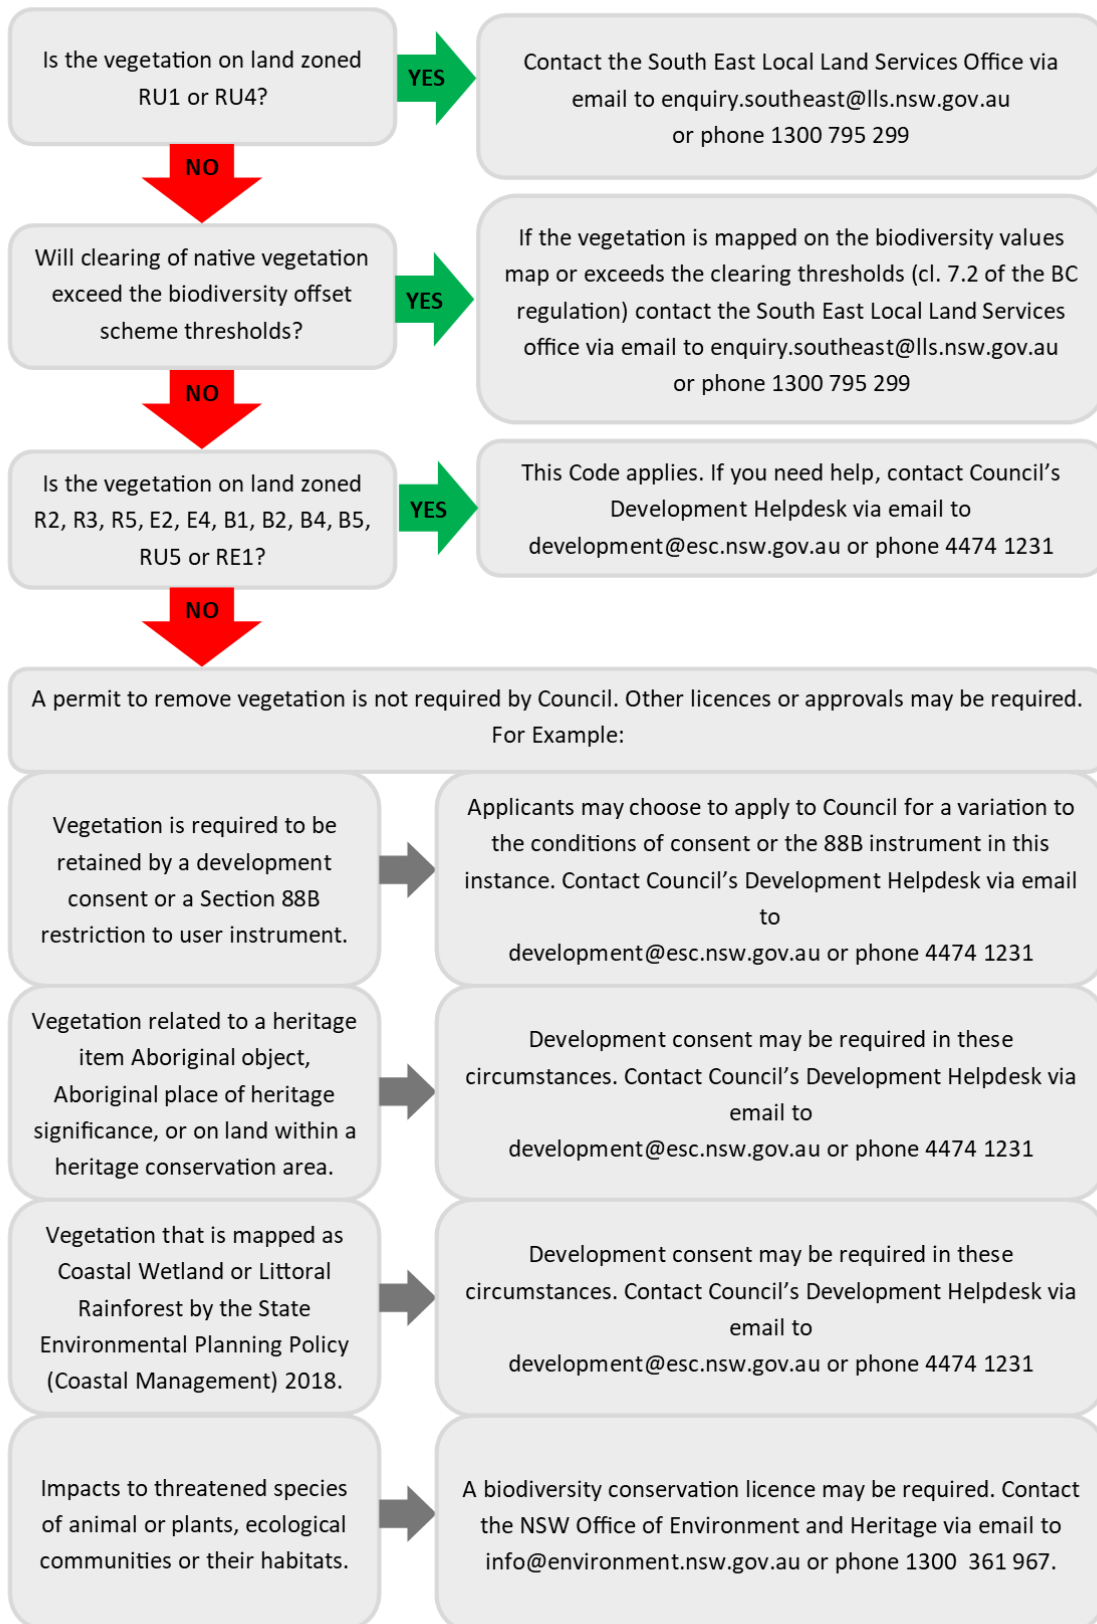 Is the vegetation on land zoned
RU1 or RU4?
YES
Contact the South East Local Land Services Office via
email to enquiry.southeast@lls.nsw.gov.au
or phone 1300 795 299
NO
Will clearing of native vegetation
exceed the biodiversity offset
scheme thresholds?
YES
If the vegetation is mapped on the biodiversity values
map or exceeds the clearing thresholds (cl. 7.2 of the BC
regulation) contact the South East Local Land Services
office via email to enquiry.southeast@lls.nsw.gov.au
or phone 1300 795 299
NO
Is the vegetation on land zoned
R2, R3, R5, E2, E4, B1, B2, B4, B5,
RU5 or RE1?
YES
This Code applies. If you need help, contact Council’s
Development Helpdesk via email to
development@esc.nsw.gov.au or phone 4474 1231
NO
A permit to remove vegetation is not required by Council. Other licences or approvals may be required.
For Example:
Vegetation is required to be
retained by a development
consent or a Section 88B
restriction to user instrument.
Applicants may choose to apply to Council for a variation to
the conditions of consent or the 88B instrument in this
instance. Contact Council’s Development Helpdesk via email
to
development@esc.nsw.gov.au or phone 4474 1231
Vegetation related to a heritage
item Aboriginal object,
Aboriginal place of heritage
significance, or on land within a
heritage conservation area.
Development consent may be required in these
circumstances. Contact Council’s Development Helpdesk via
email to
development@esc.nsw.gov.au or phone 4474 1231
Vegetation that is mapped as
Coastal Wetland or Littoral
Rainforest by the State
Environmental Planning Policy
(Coastal Management) 2018.
Development consent may be required in these
circumstances. Contact Council’s Development Helpdesk via
email to
development@esc.nsw.gov.au or phone 4474 1231
Impacts to threatened species
of animal or plants, ecological
communities or their habitats.
A biodiversity conservation licence may be required. Contact
the NSW Office of Environment and Heritage via email to
info@environment.nsw.gov.au or phone 1300 361 967.